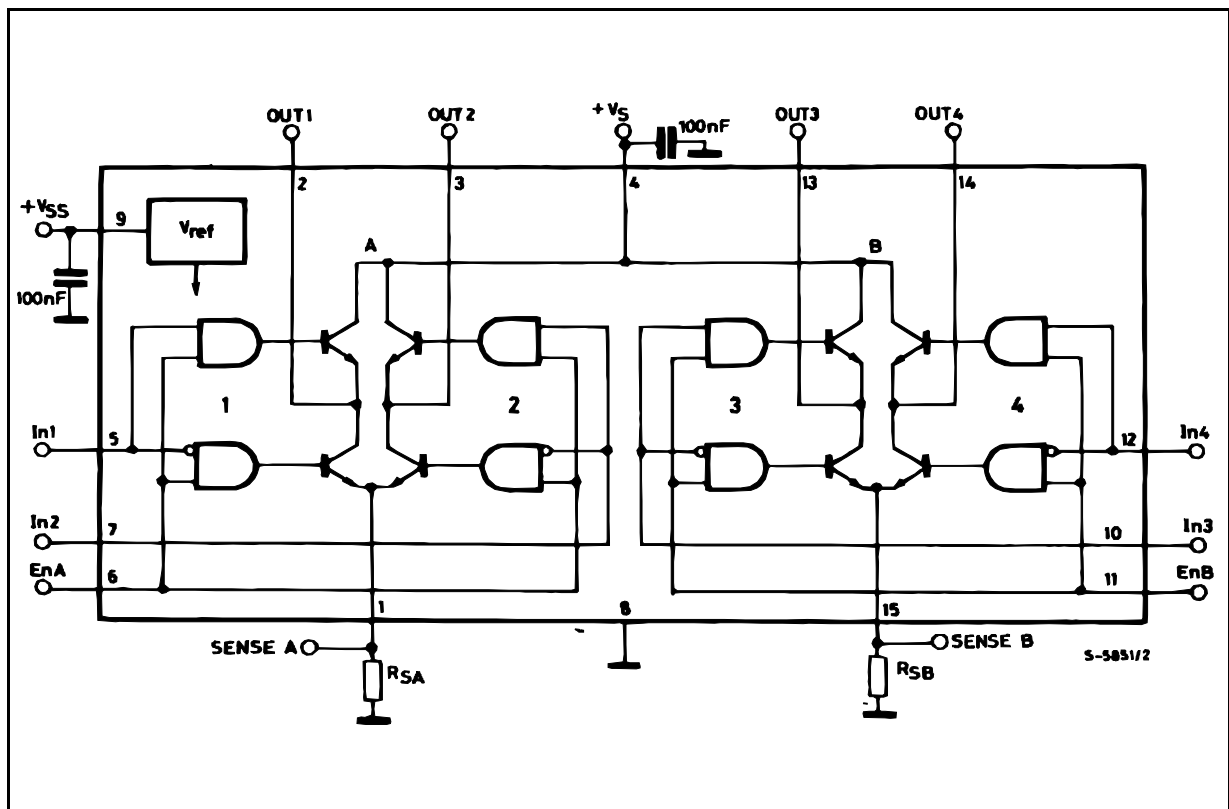 OUT1 OUT2 +VS 100nF OUT3 OUT4
2 3 4 13 14
+VSS 9 Vref
A B
100nF
1 2 3 4
In1 5 12 In4
In2 7 10 In3
EnA 6 11 EnB
1 8 15
SENSE A SENSE B
RSA RSB
S-5851/2